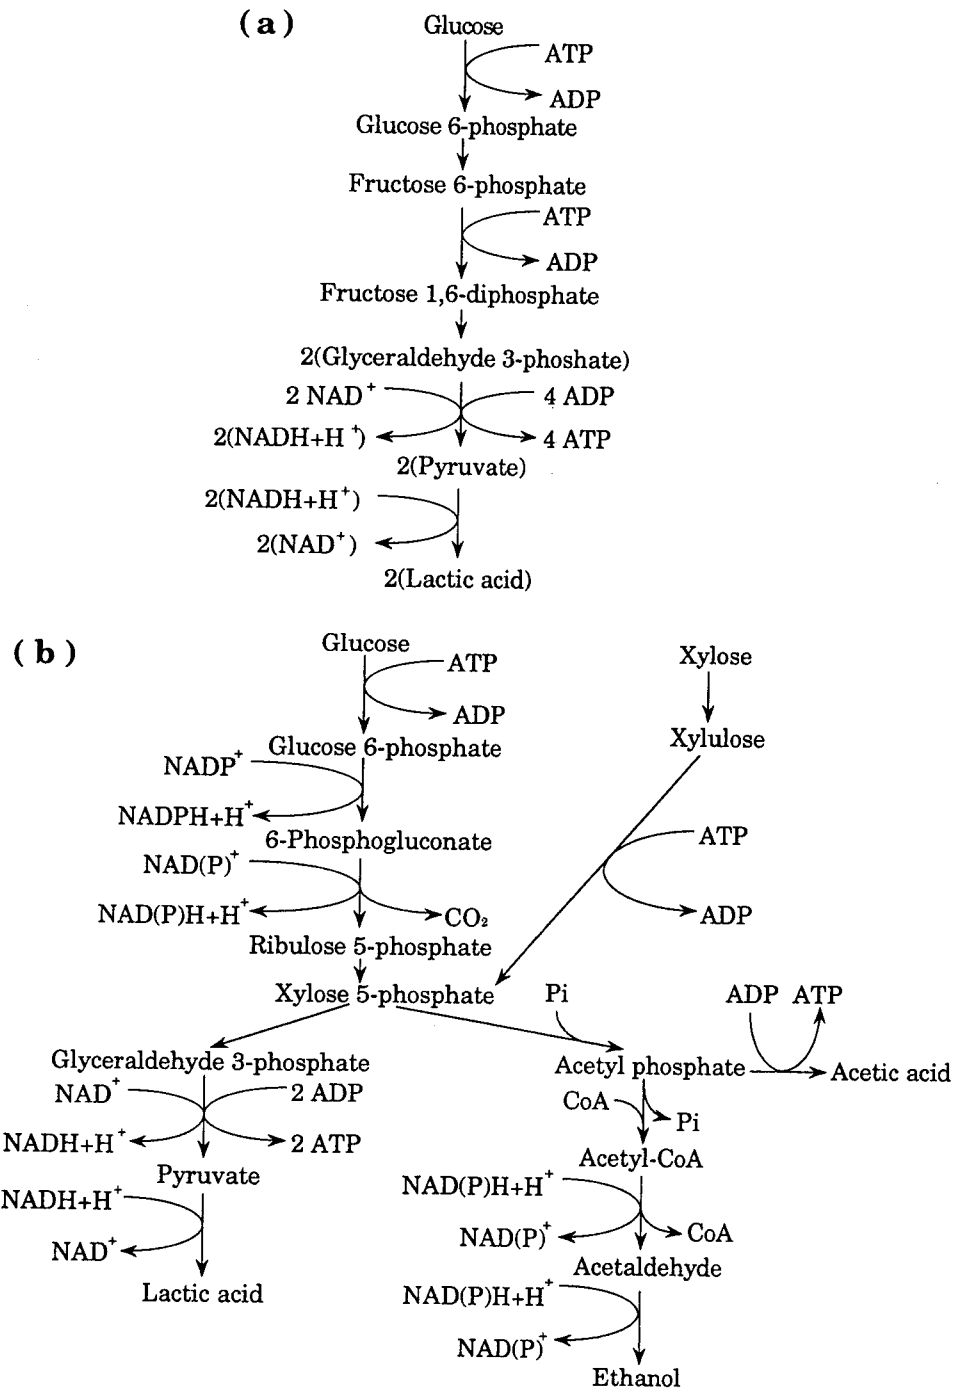 (a)
Glucose
ATP
ADP
Glucose 6-phosphate
Fructose 6-phosphate
ATP
ADP
Fructose 1,6-diphosphate
2(Glyceraldehyde 3-phoshate)
2 NAD+ 4 ADP
2(NADH+H+) 4 ATP
2(Pyruvate)
2(NADH+H+)
2(NAD+)
2(Lactic acid)
(b)
Glucose
ATP
ADP
Glucose 6-phosphate
NADP+
NADPH+H+
6-Phosphogluconate
NAD(P)+
NAD(P)H+H+ CO2
Ribulose 5-phosphate
Xylose 5-phosphate
Xylose
Xylulose
ATP
ADP
Pi
ADP ATP
Glyceraldehyde 3-phosphate
NAD+ 2 ADP
NADH+H+ 2 ATP
Pyruvate
NADH+H+
NAD+
Lactic acid
Acetyl phosphate Acetic acid
CoA
Pi
Acetyl-CoA
NAD(P)H+H+
NAD(P)+ CoA
Acetaldehyde
NAD(P)H+H+
NAD(P)+
Ethanol